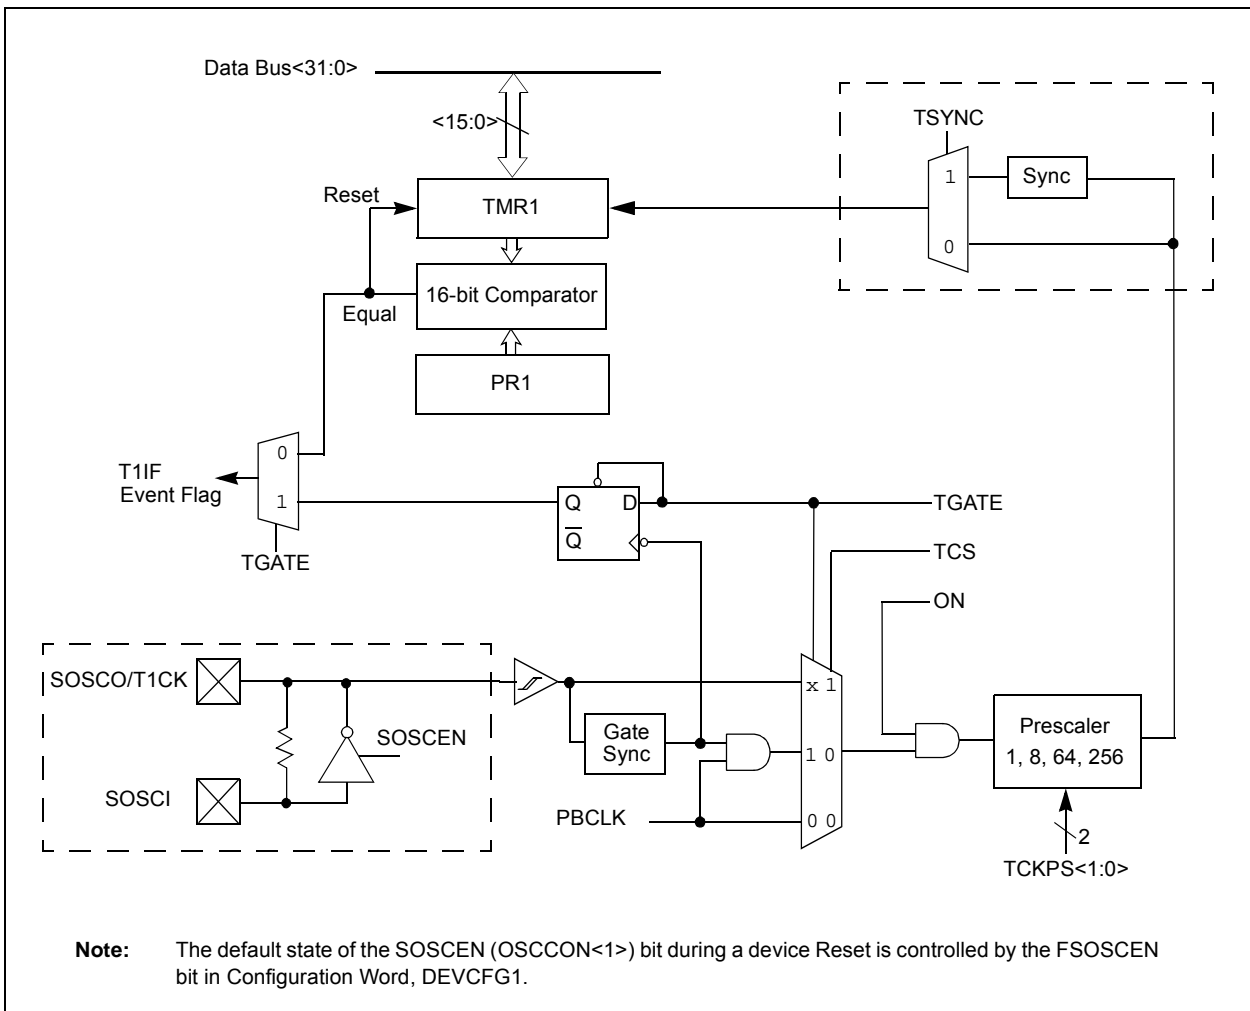 Data Bus<31:0>
<15:0>
TSYNC
1
Sync
0
Reset
TMR1
16-bit Comparator
Equal
PR1
0
1
T1IF
Event Flag
TGATE
Q
D
Q̅
TGATE
TCS
ON
SOSCO/T1CK
SOSCEN
SOSCI
x 1
Gate
Sync
1 0
PBCLK
0 0
Prescaler
1, 8, 64, 256
2
TCKPS<1:0>
Note: The default state of the SOSCEN (OSCCON<1>) bit during a device Reset is controlled by the FSOSCEN
bit in Configuration Word, DEVCFG1.